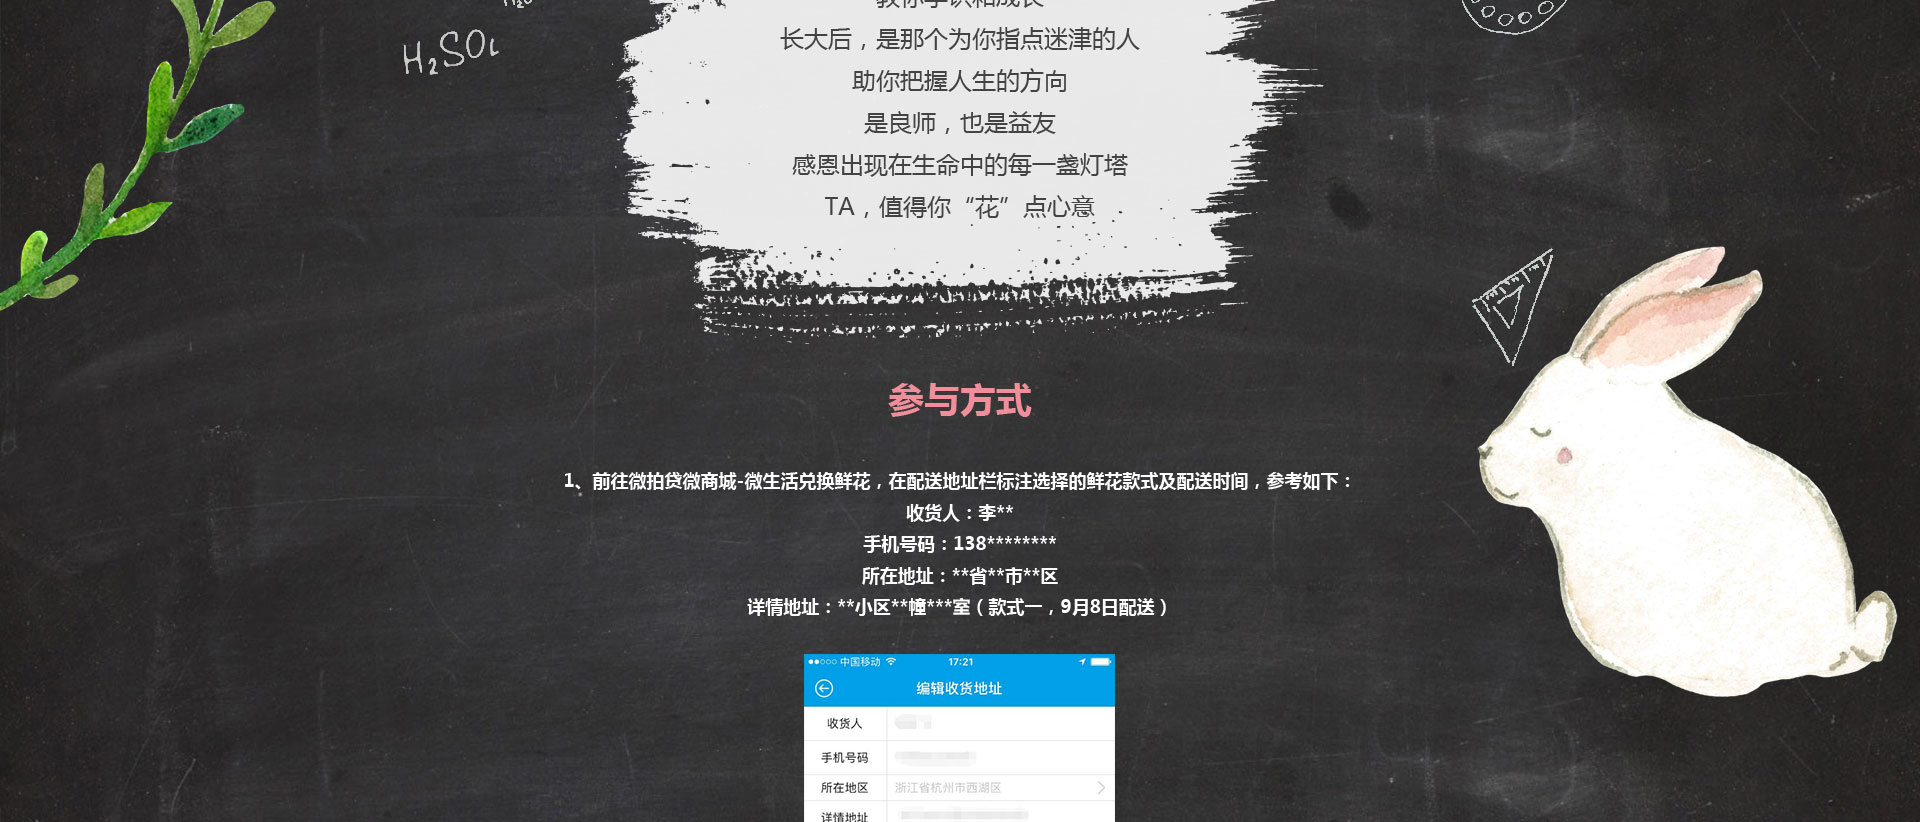 长大后，是那个为你指点迷津的人
助你把握人生的方向
是良师，也是益友
感恩出现在生命中的每一盏灯塔
TA，值得你“花”点心意
参与方式
1、前往微拍贷微商城-微生活兑换鲜花，在配送地址栏标注选择的鲜花款式及配送时间，参考如下：
收货人：李**
手机号码：138********
所在地址：**省**市**区
详情地址：**小区**幢***室（款式一，9月8日配送）
中国移动 17:21
编辑收货地址
收货人
手机号码
所在地区 浙江省杭州市西湖区
详情地址